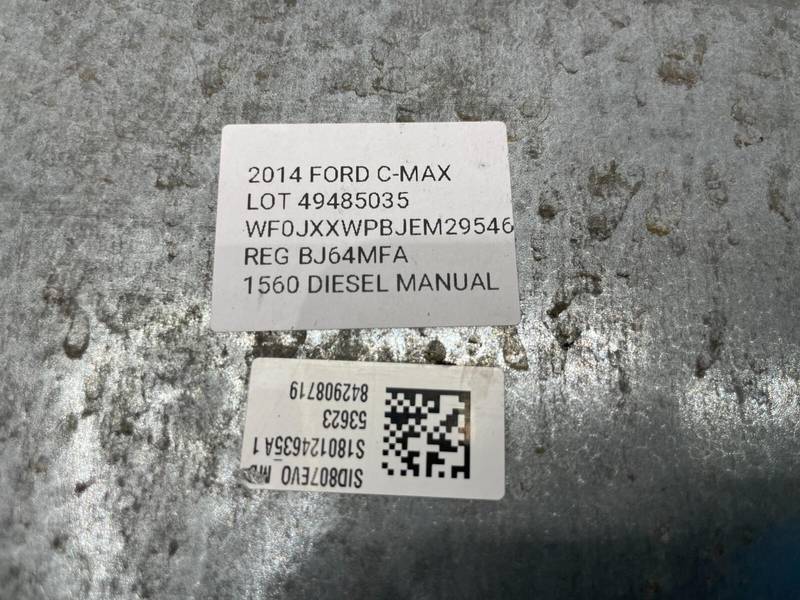 2014 FORD C-MAX
LOT 49485035
WF0JXXWPBJEM29546
REG BJ64MFA
1560 DIESEL MANUAL
SID807EVO
S180124635A 1
53623
842908719